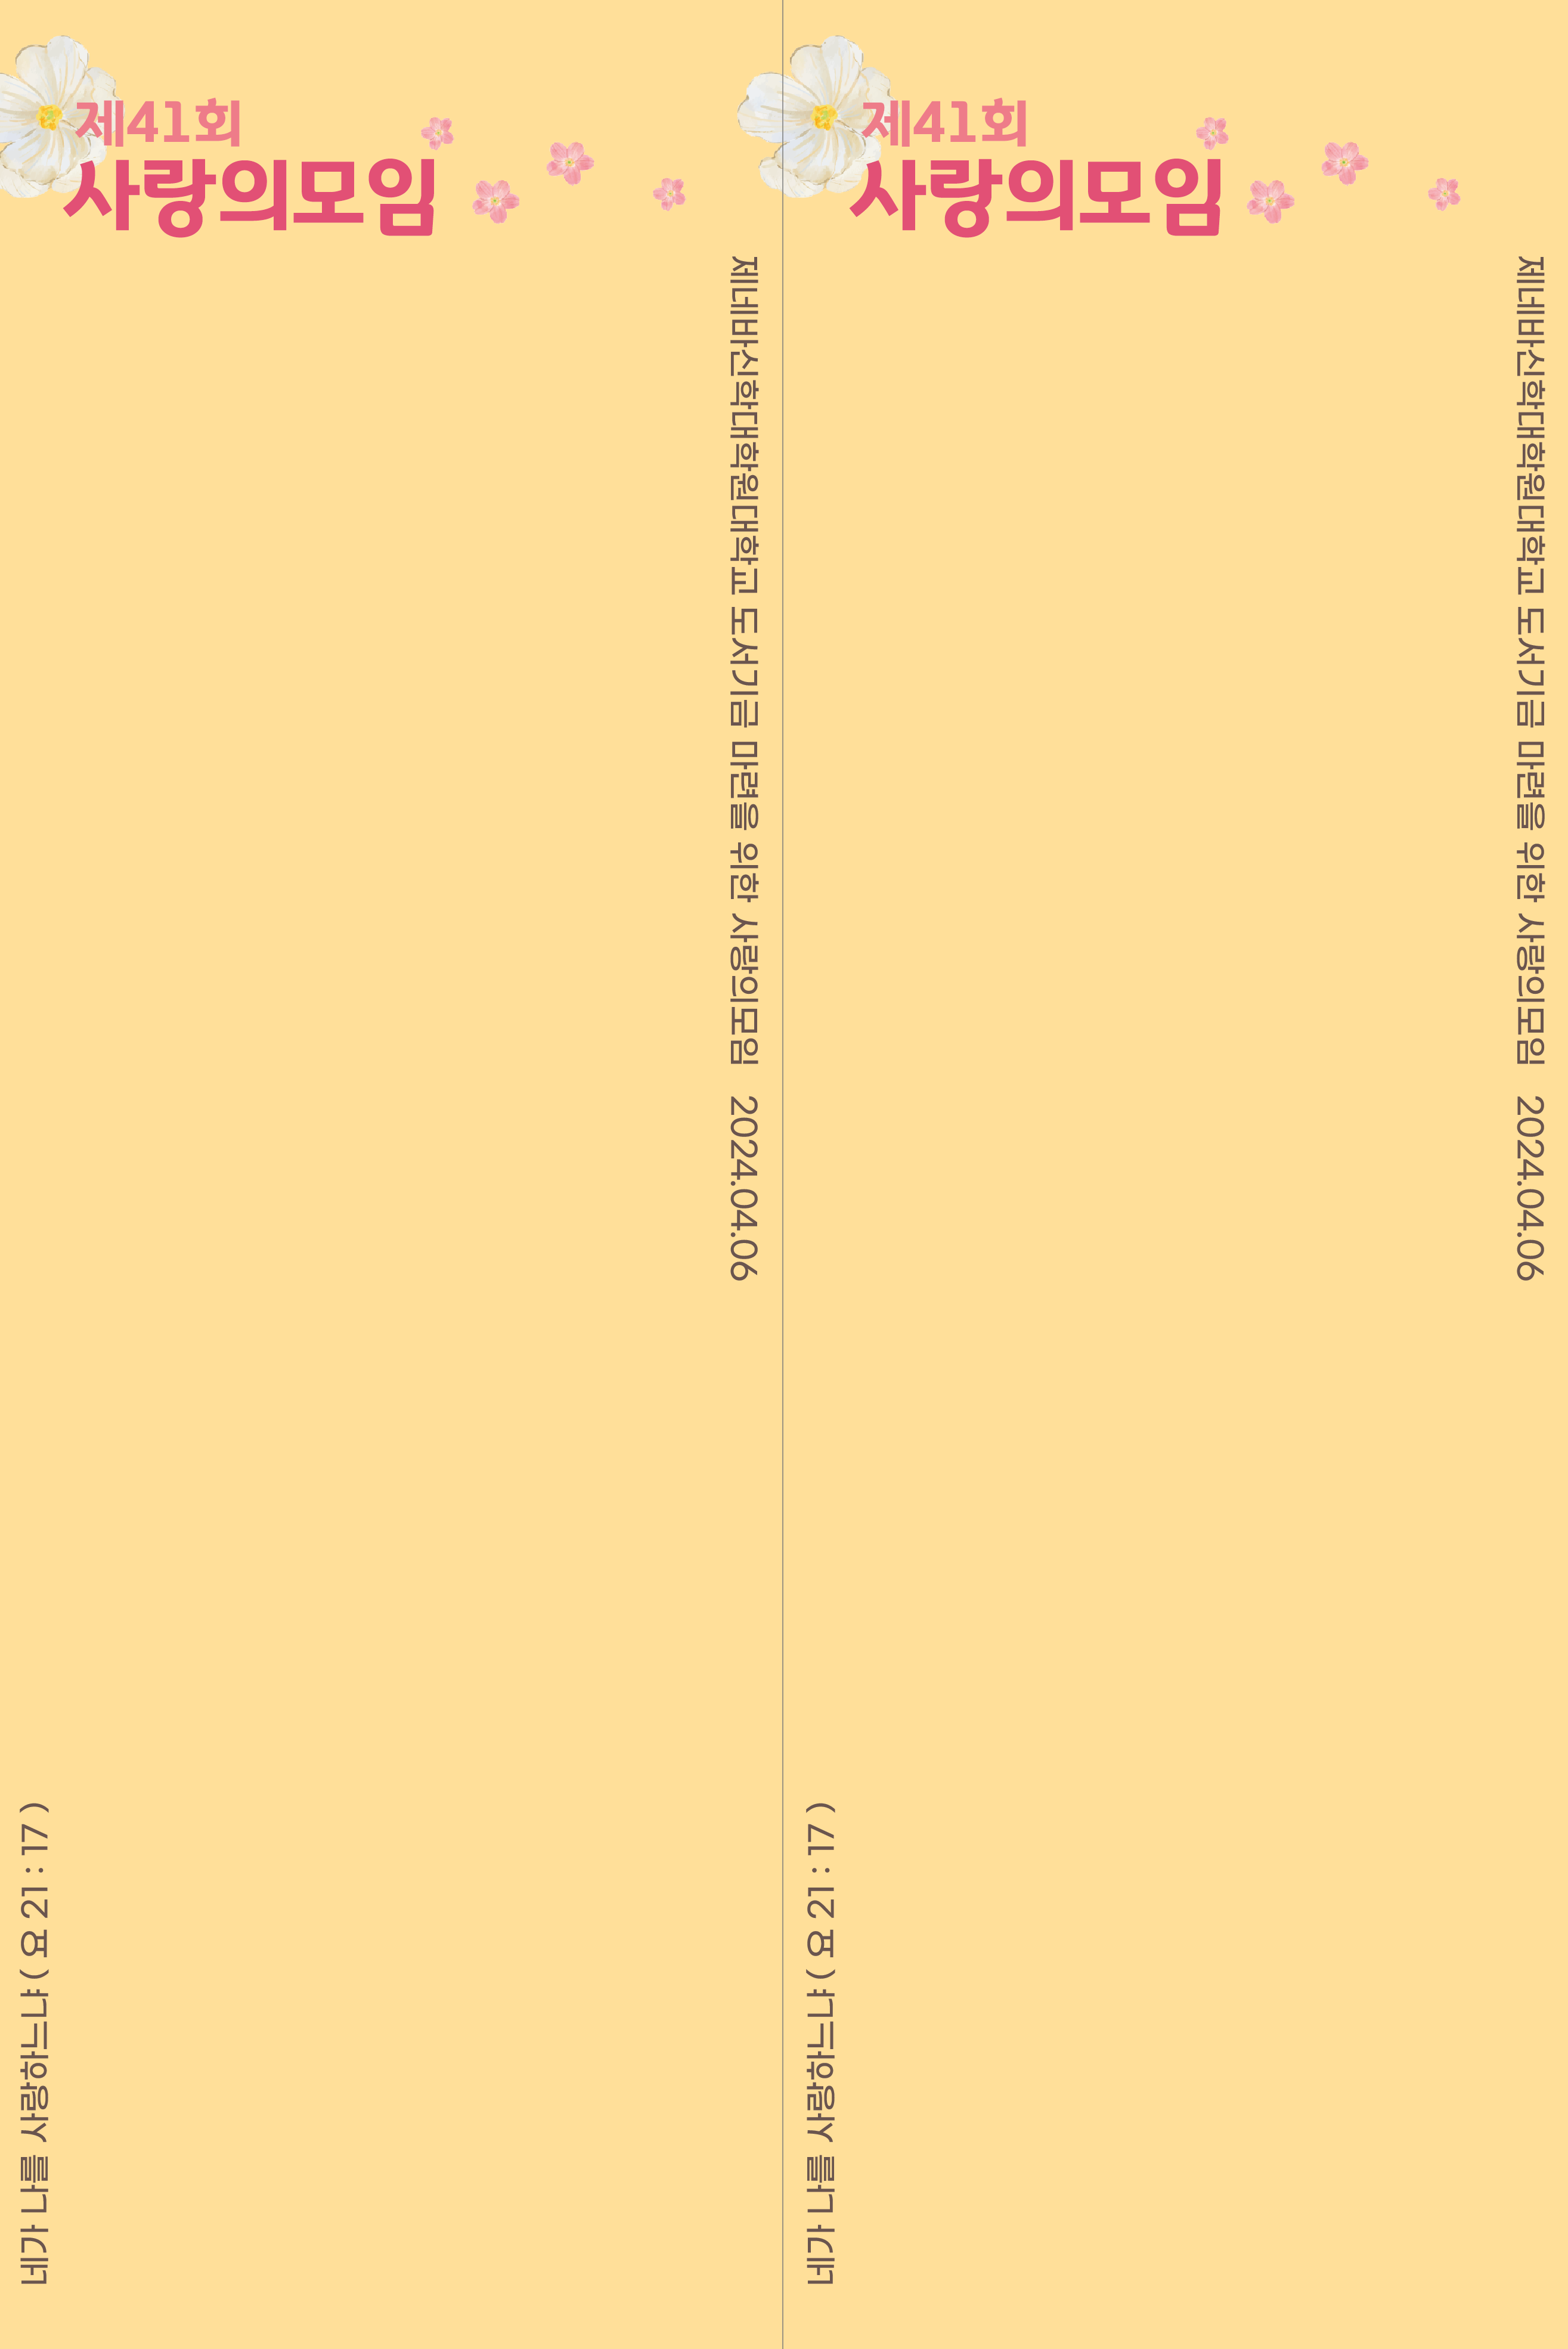 제41회
사랑의모임
제네바신학대학원대학교 도서기금 마련을 위한 사랑의모임 2024.04.06
네가 나를 사랑하느냐 ( 요 21 : 17 )
제41회
사랑의모임
제네바신학대학원대학교 도서기금 마련을 위한 사랑의모임 2024.04.06
네가 나를 사랑하느냐 ( 요 21 : 17 )